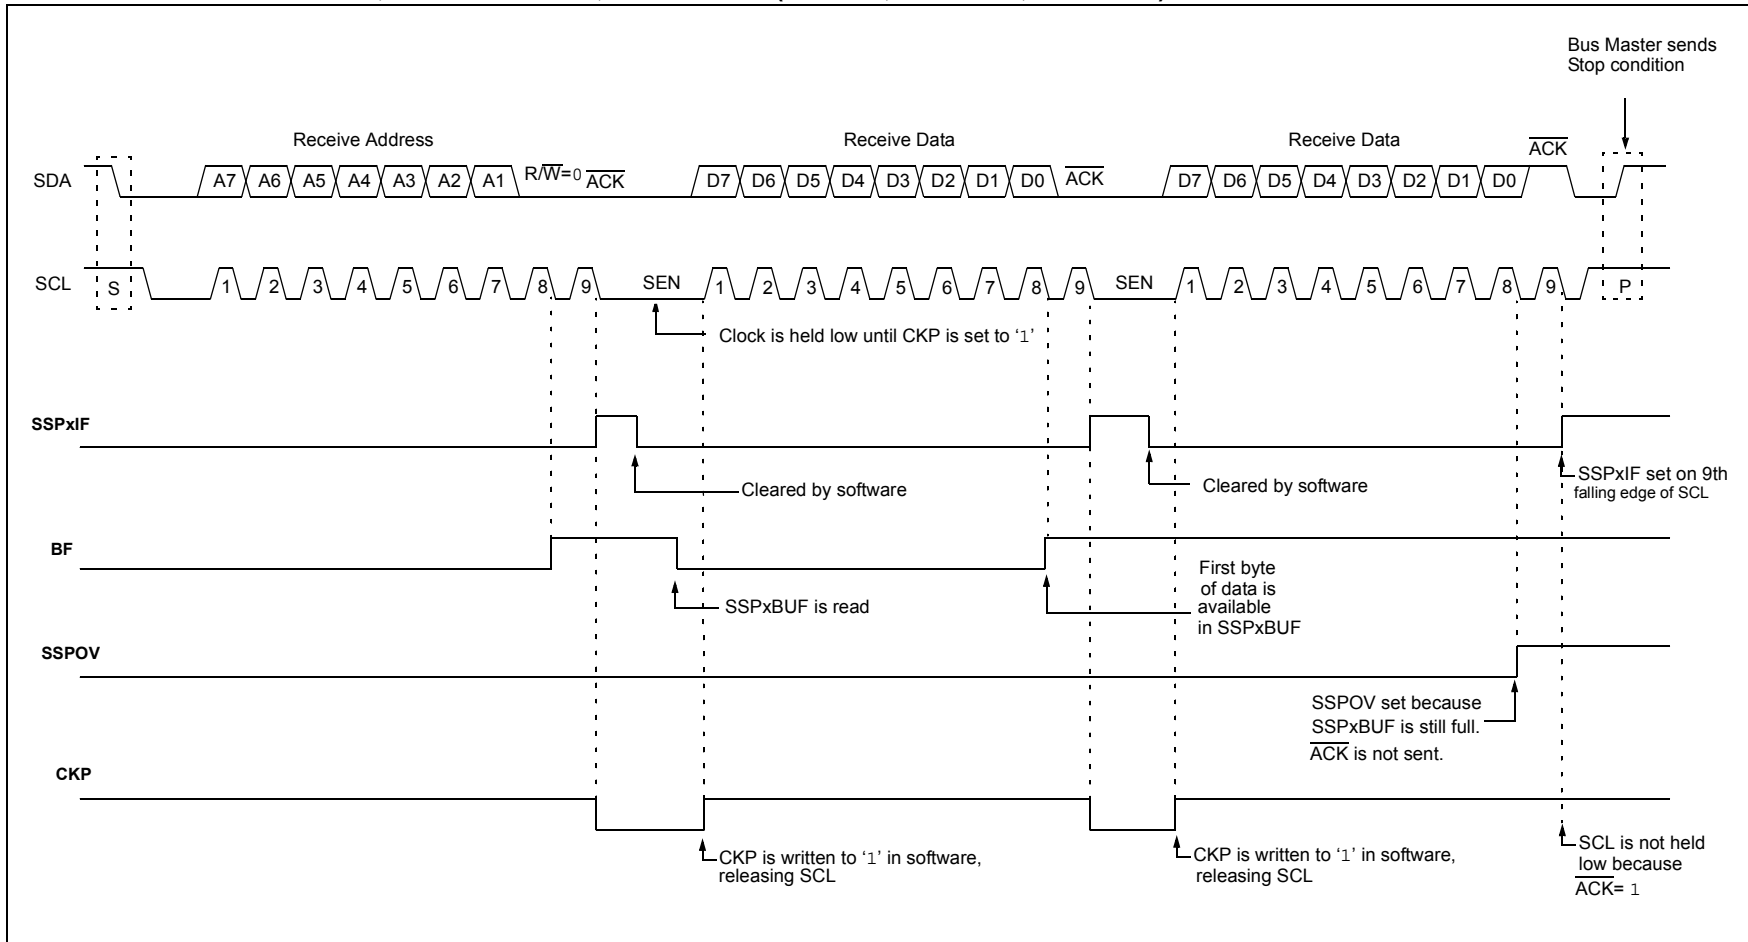 Bus Master sends
Stop condition
Receive Address
Receive Data
Receive Data
ACK
SDA
A7 A6 A5 A4 A3 A2 A1 R/W=0 ACK
D7 D6 D5 D4 D3 D2 D1 D0 ACK
D7 D6 D5 D4 D3 D2 D1 D0
SCL
S
1 2 3 4 5 6 7 8 9 SEN
1 2 3 4 5 6 7 8 9 SEN
1 2 3 4 5 6 7 8 9
P
Clock is held low until CKP is set to ‘1’
SSPxIF
Cleared by software
Cleared by software
SSPxIF set on 9th
falling edge of SCL
BF
SSPxBUF is read
First byte
of data is
available
in SSPxBUF
SSPOV
SSPOV set because
SSPxBUF is still full.
ACK is not sent.
CKP
CKP is written to ‘1’ in software,
releasing SCL
CKP is written to ‘1’ in software,
releasing SCL
SCL is not held
low because
ACK= 1